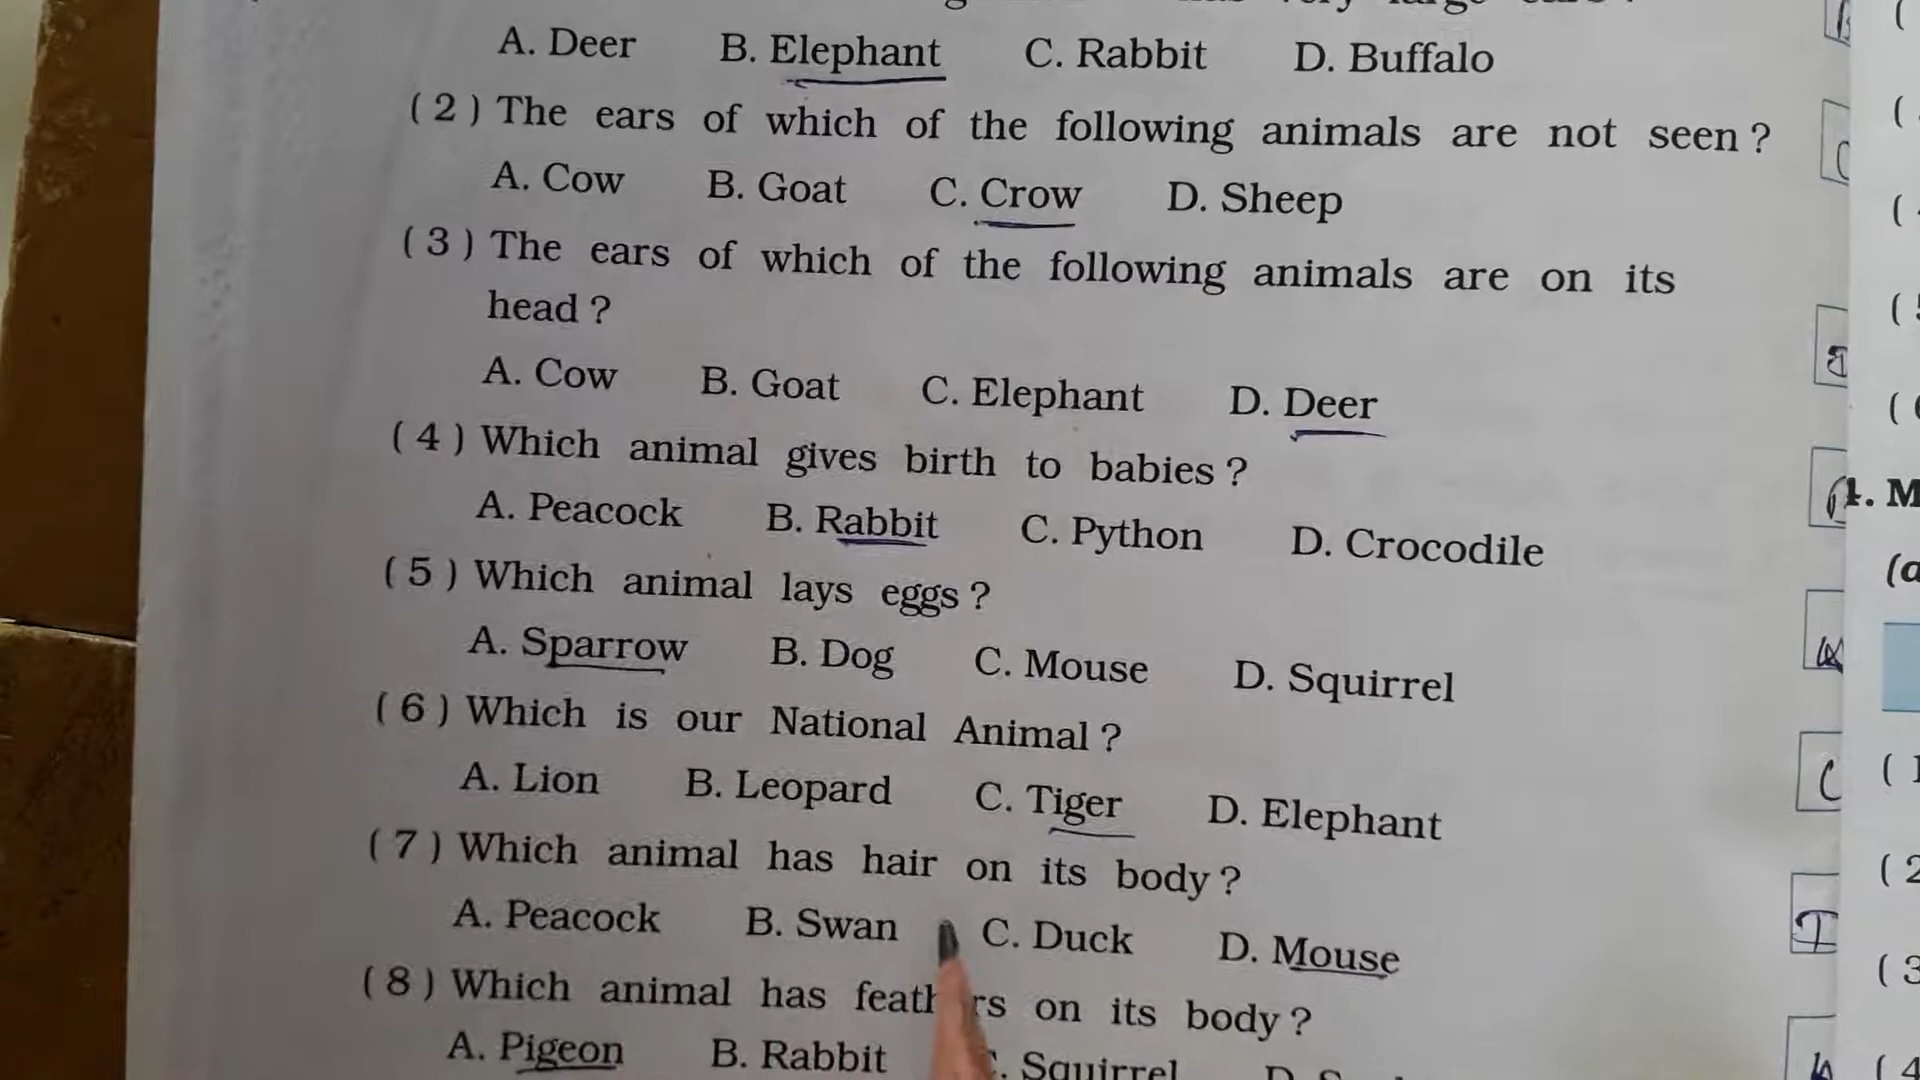 very large ears ?
A. Deer B. Elephant C. Rabbit D. Buffalo
( 2 ) The ears of which of the following animals are not seen ?
A. Cow B. Goat C. Crow D. Sheep
( 3 ) The ears of which of the following animals are on its
head ?
A. Cow B. Goat C. Elephant D. Deer
( 4 ) Which animal gives birth to babies ?
A. Peacock B. Rabbit C. Python D. Crocodile
( 5 ) Which animal lays eggs ?
A. Sparrow B. Dog C. Mouse D. Squirrel
( 6 ) Which is our National Animal ?
A. Lion B. Leopard C. Tiger D. Elephant
C
( 7 ) Which animal has hair on its body ?
A. Peacock B. Swan C. Duck D. Mouse
( 8 ) Which animal has on its body ?
A. Pigeon B. Rabbit C. Squirrel D.